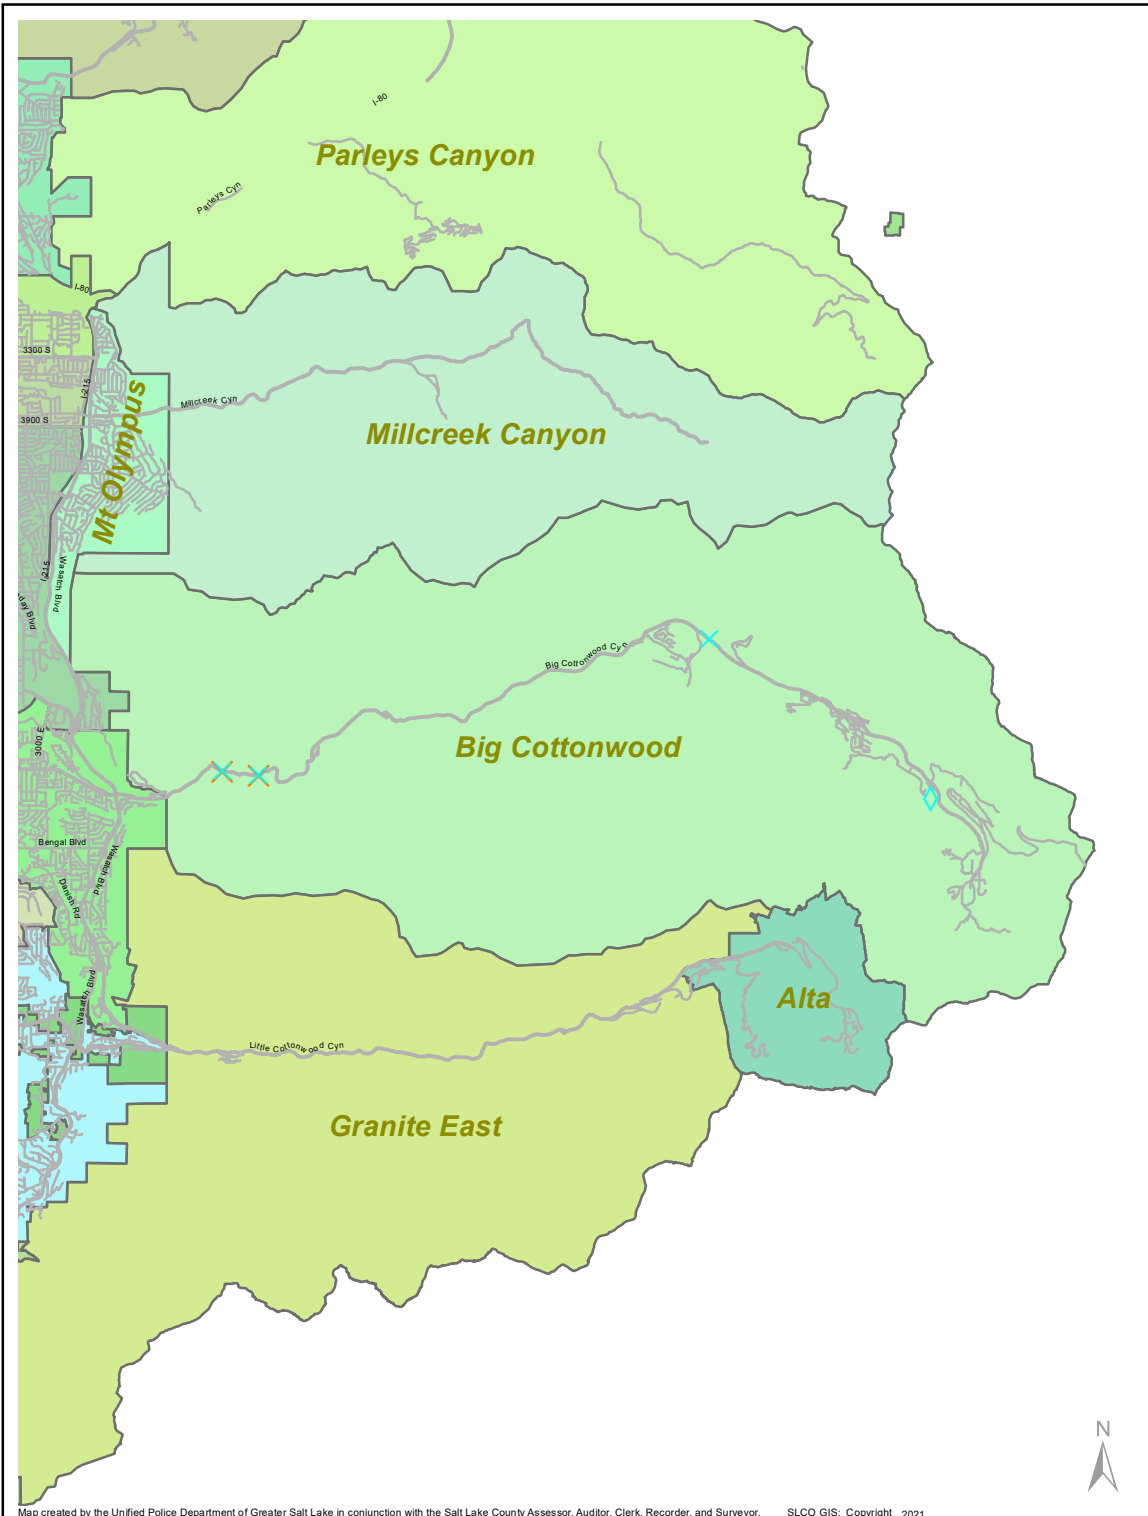 I-80
Parleys Canyon
Parleys Cyn
I-80
3300 S
I-215
Millcreek Cyn
3900 S
Mt Olympus
Millcreek Canyon
I-215
Wasatch Blvd
day Blvd
Big Cottonwood Cyn
3000 E
Big Cottonwood
Bengal Blvd
Wasatch Blvd
Danish Rd
Wasatch Blvd
Alta
Little Cottonwood Cyn
Granite East
N
Map created by the Unified Police Department of Greater Salt Lake in conjunction with the Salt Lake County Assessor, Auditor, Clerk, Recorder, and Surveyor. SLCO GIS: Copyright 2021